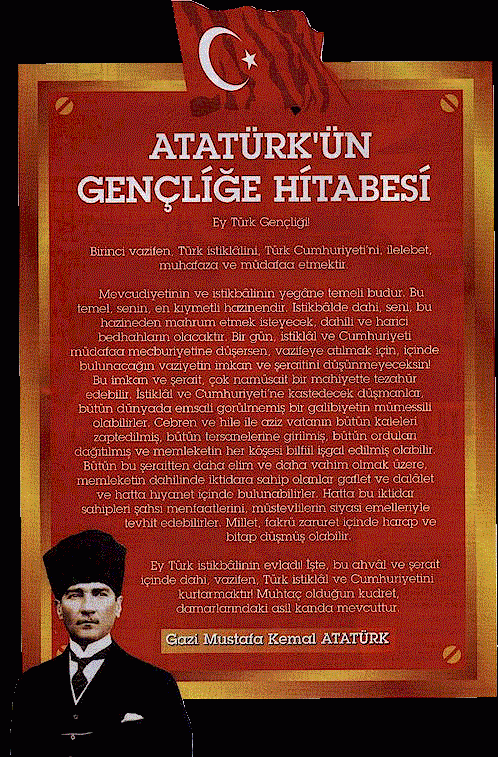 ATATÜRK'ÜN
GENÇLİĞE HİTABESİ
Ey Türk Gençliği!
Birinci vazifen, Türk istiklâlini, Türk Cumhuriyeti'ni, ilelebet,
muhafaza ve müdafaa etmektir.
Mevcudiyetinin ve istikbâlinin yegâne temeli budur. Bu
temel, senin, en kıymetli hazinendir. İstikbâlde dahi, seni, bu
hazineden mahrum etmek isteyecek, dahilî ve haricî
bedhahların olacaktır. Bir gün, istiklâl ve Cumhuriyeti
müdafaa mecburiyetine düşersen, vazifeye atılmak için, içinde
bulunacağın vaziyetin imkan ve şeraitini düşünmeyeceksin!
Bu imkan ve şerait, çok namüsait bir mahiyette tezahür
edebilir. İstiklâl ve Cumhuriyeti'ne kastedecek düşmanlar,
bütün dünyada emsali görülmemiş bir galibiyetin mümessili
olabilirler. Cebren ve hile ile aziz vatanın bütün kaleleri
zaptedilmiş, bütün tersanelerine girilmiş, bütün orduları
dağıtılmış ve memleketin her köşesi bilfiil işgal edilmiş olabilir.
Bütün bu şeraitten daha elim ve daha vahim olmak üzere,
memleketin dahilinde iktidara sahip olanlar gaflet ve dalâlet
ve hatta hıyanet içinde bulunabilirler. Hatta bu iktidar
sahipleri şahsi menfaatlerini, müstevlilerin siyasi emelleriyle
tevhit edebilirler. Millet, fakrü zaruret içinde harap ve
bitap düşmüş olabilir.
Ey Türk istikbâlinin evladı! İşte, bu ahvâl ve şerait
içinde dahi, vazifen, Türk istiklâl ve Cumhuriyetini
kurtarmaktır! Muhtaç olduğun kudret,
damarlarındaki asil kanda mevcuttur.
Gazi Mustafa Kemal ATATÜRK